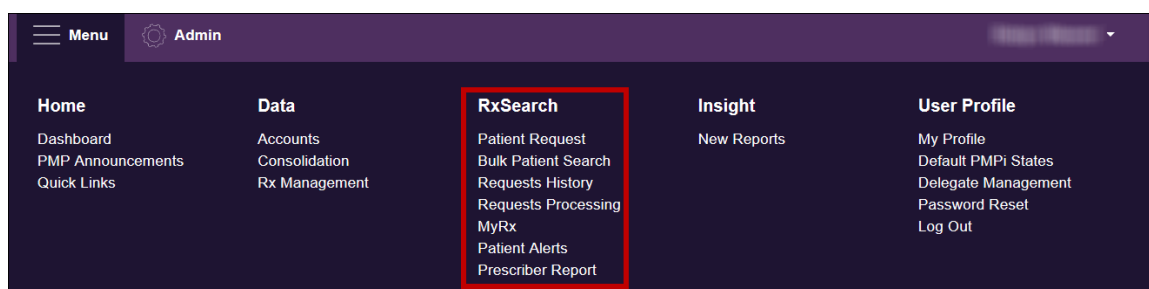 Menu
Admin
Home
Dashboard
PMP Announcements
Quick Links
Data
Accounts
Consolidation
Rx Management
RxSearch
Patient Request
Bulk Patient Search
Requests History
Requests Processing
MyRx
Patient Alerts
Prescriber Report
Insight
New Reports
User Profile
My Profile
Default PMPi States
Delegate Management
Password Reset
Log Out